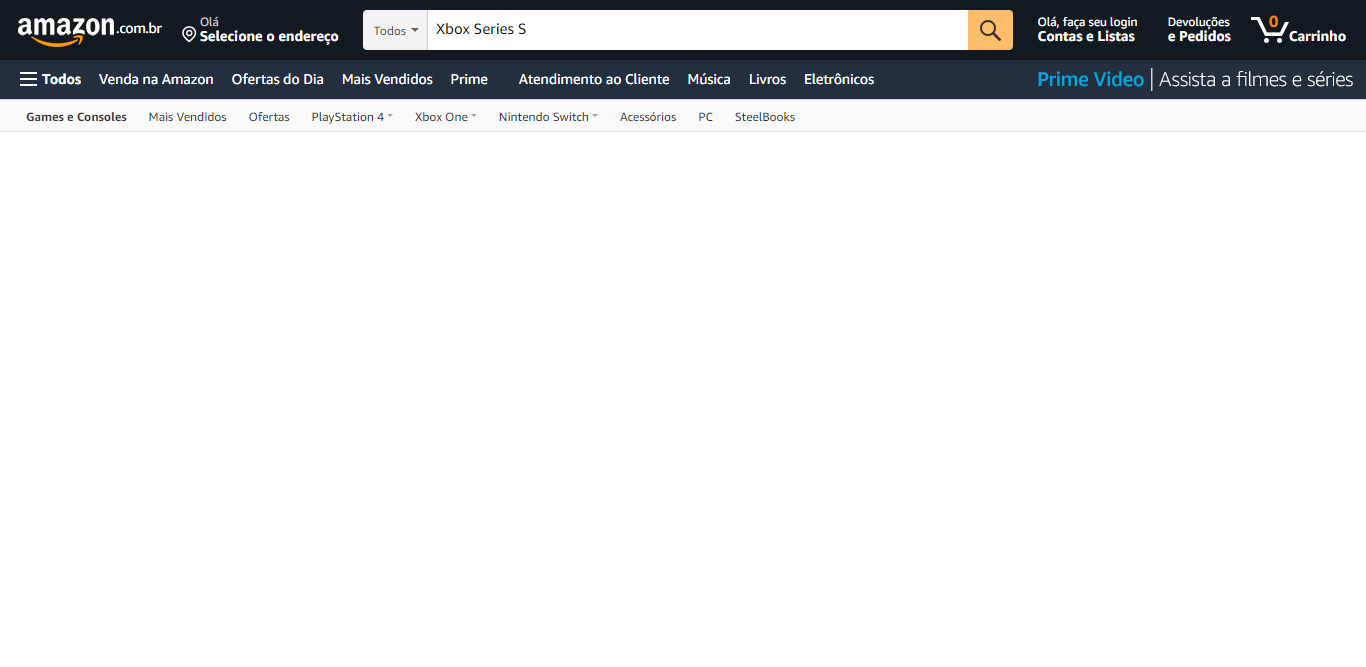 amazon.com.br
Olá
Selecione o endereço
Todos
Xbox Series S
Olá, faça seu login
Contas e Listas
Devoluções
e Pedidos
0
Carrinho
Todos Venda na Amazon Ofertas do Dia Mais Vendidos Prime Atendimento ao Cliente Música Livros Eletrônicos Prime Video | Assista a filmes e séries
Games e Consoles Mais Vendidos Ofertas PlayStation 4 Xbox One Nintendo Switch Acessórios PC SteelBooks